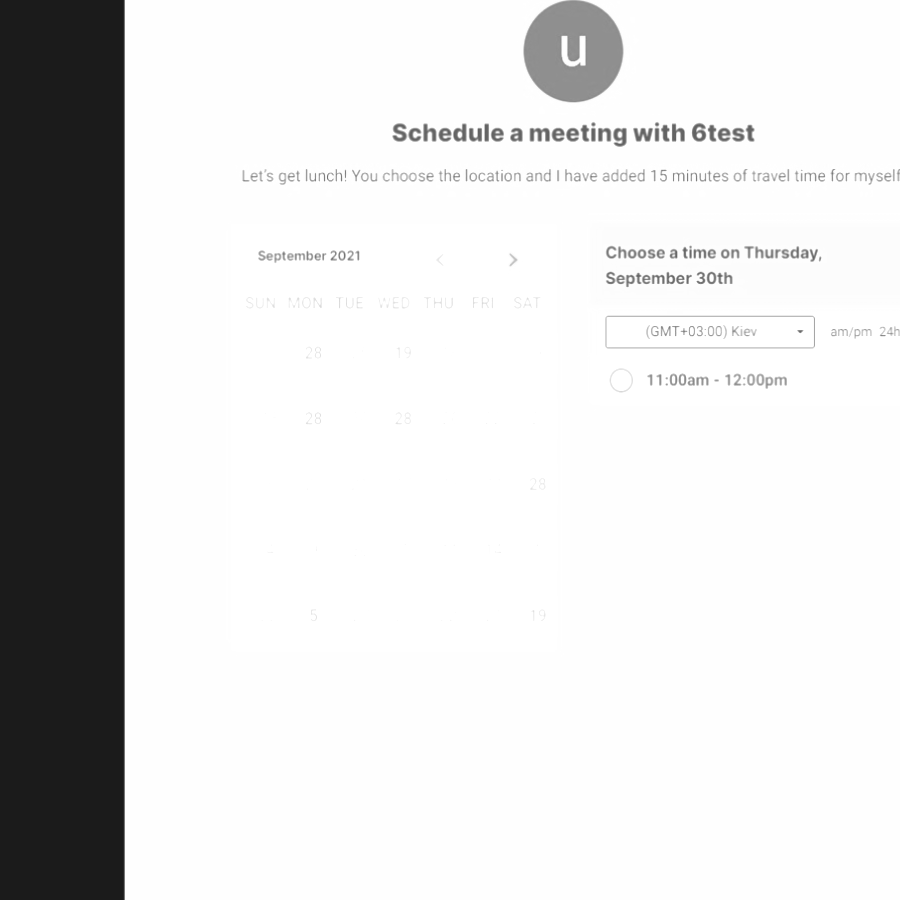 u
Schedule a meeting with 6test
Let's get lunch! You choose the location and I have added 15 minutes of travel time for myself
September 2021
SUN MON TUE WED THU FRI SAT
28 19
28 28
28
5 19
Choose a time on Thursday,
September 30th
(GMT+03:00) Kiev am/pm 24h
11:00am - 12:00pm